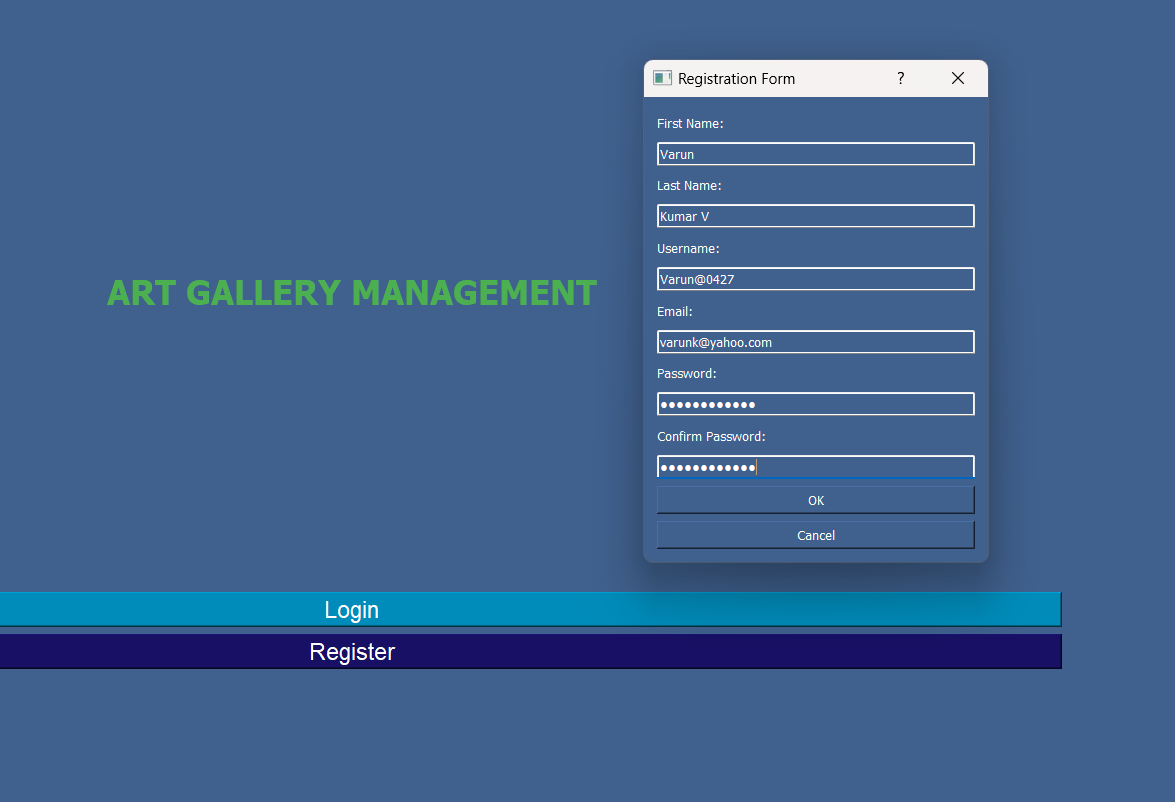 Registration Form
?
First Name:
Varun
Last Name:
Kumar V
Username:
Varun@0427
Email:
varunk@yahoo.com
Password:
●●●●●●●●●●●●
Confirm Password:
●●●●●●●●●●●●
OK
Cancel
ART GALLERY MANAGEMENT
Login
Register